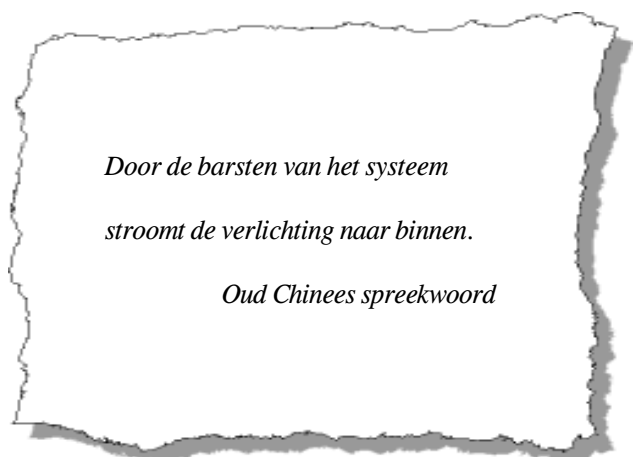 Door de barsten van het systeem
stroomt de verlichting naar binnen.
Oud Chinees spreekwoord